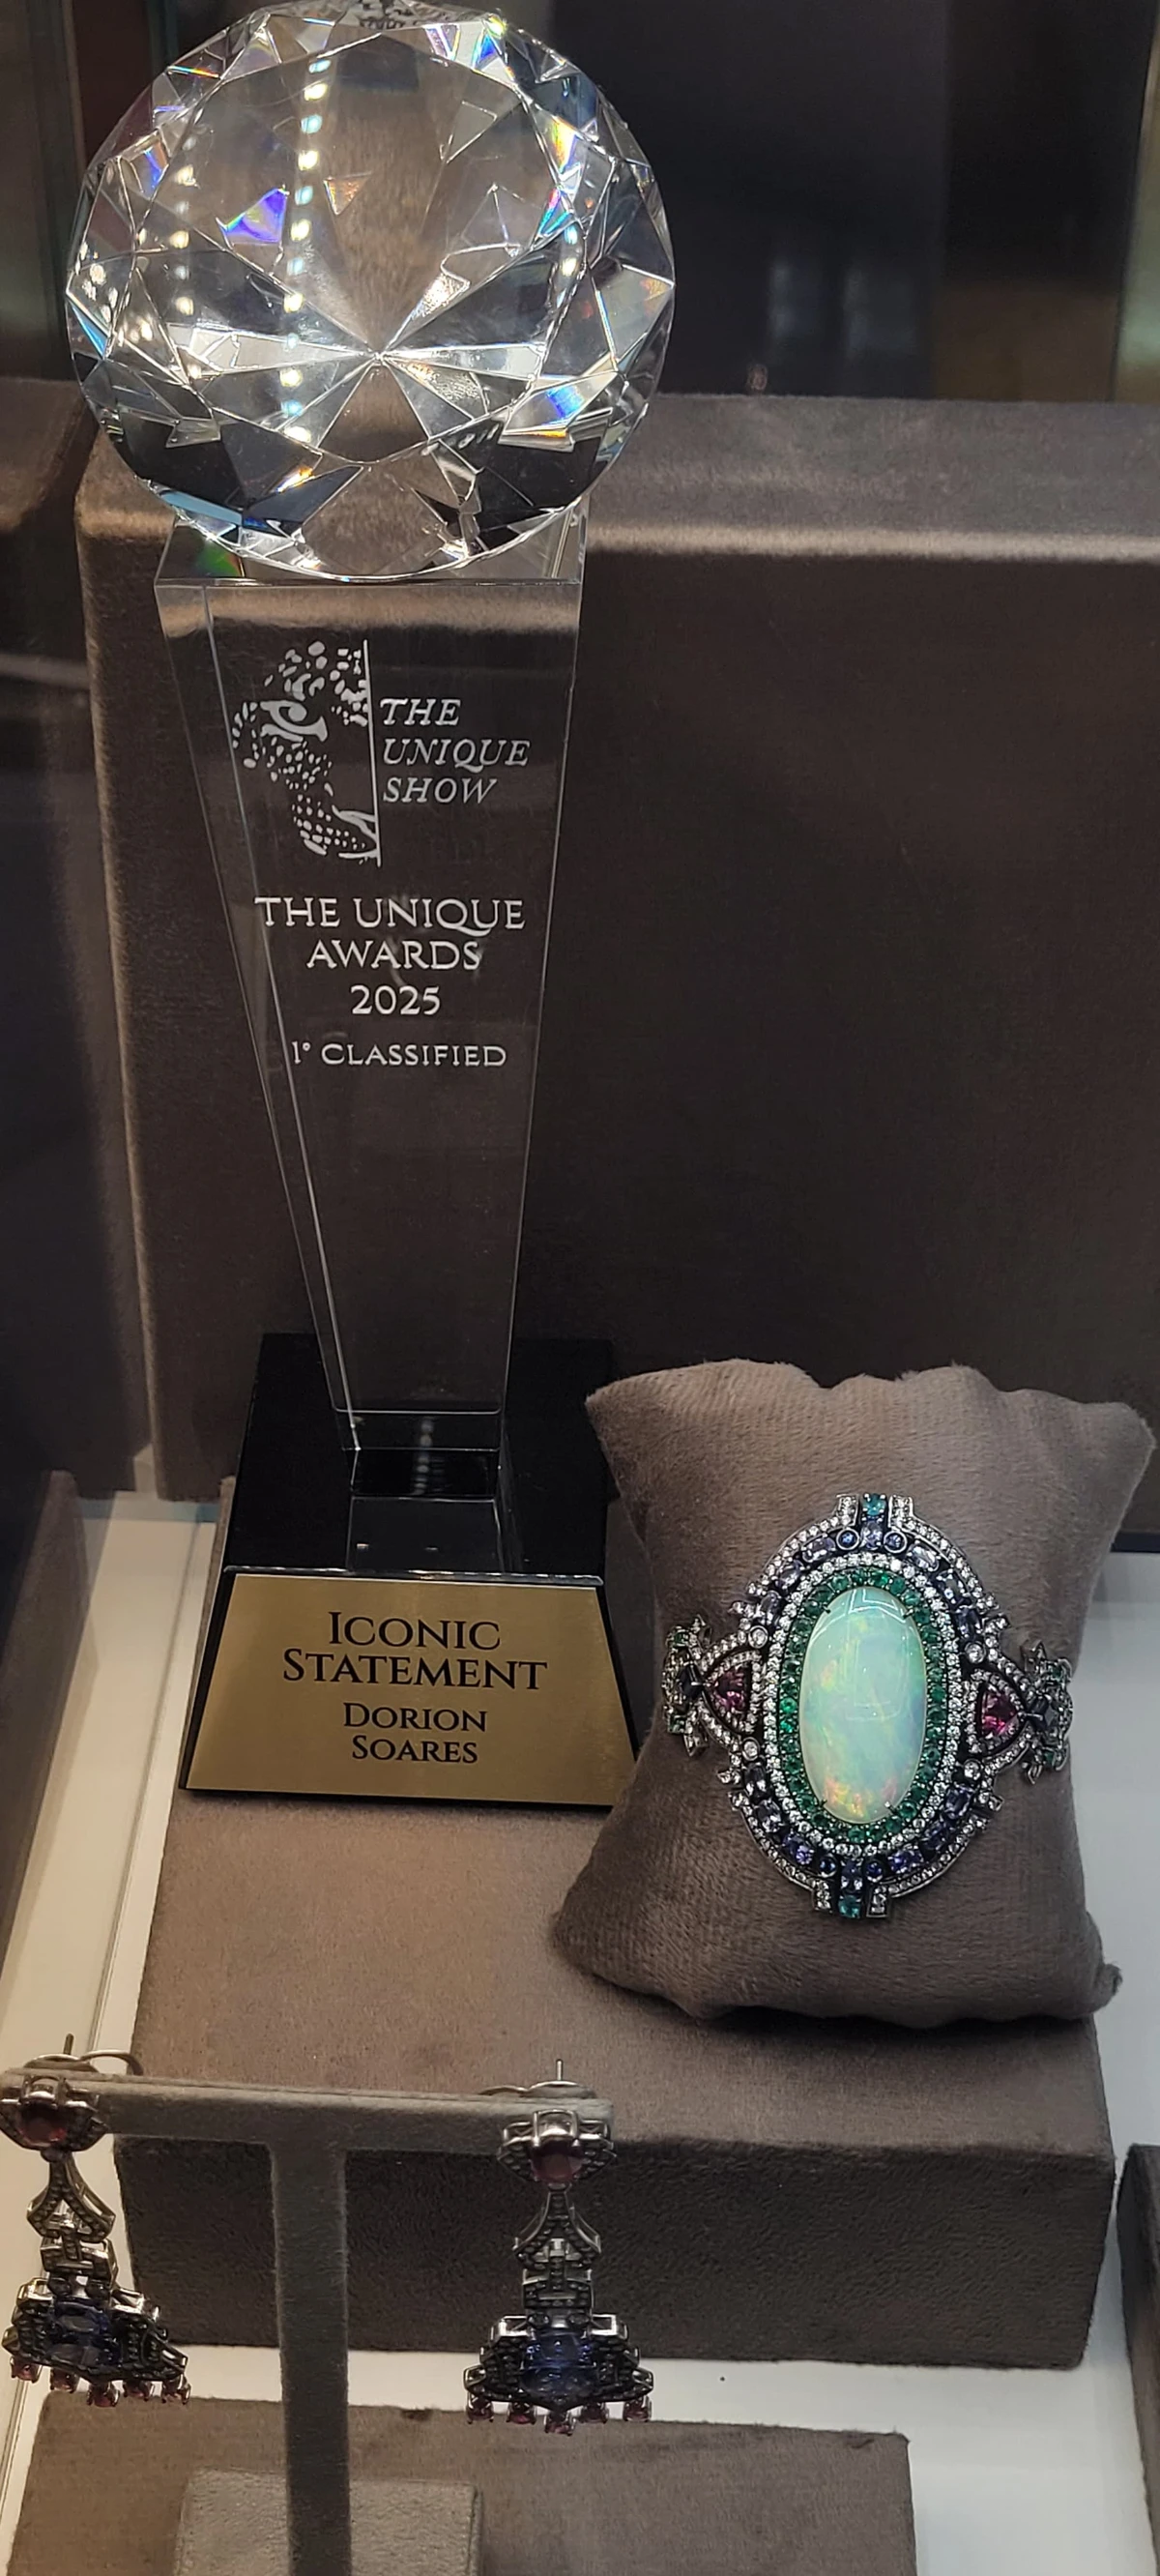 THE
UNIQUE
SHOW
THE UNIQUE
AWARDS
2025
1° CLASSIFIED
ICONIC
STATEMENT
DORION
SOARES